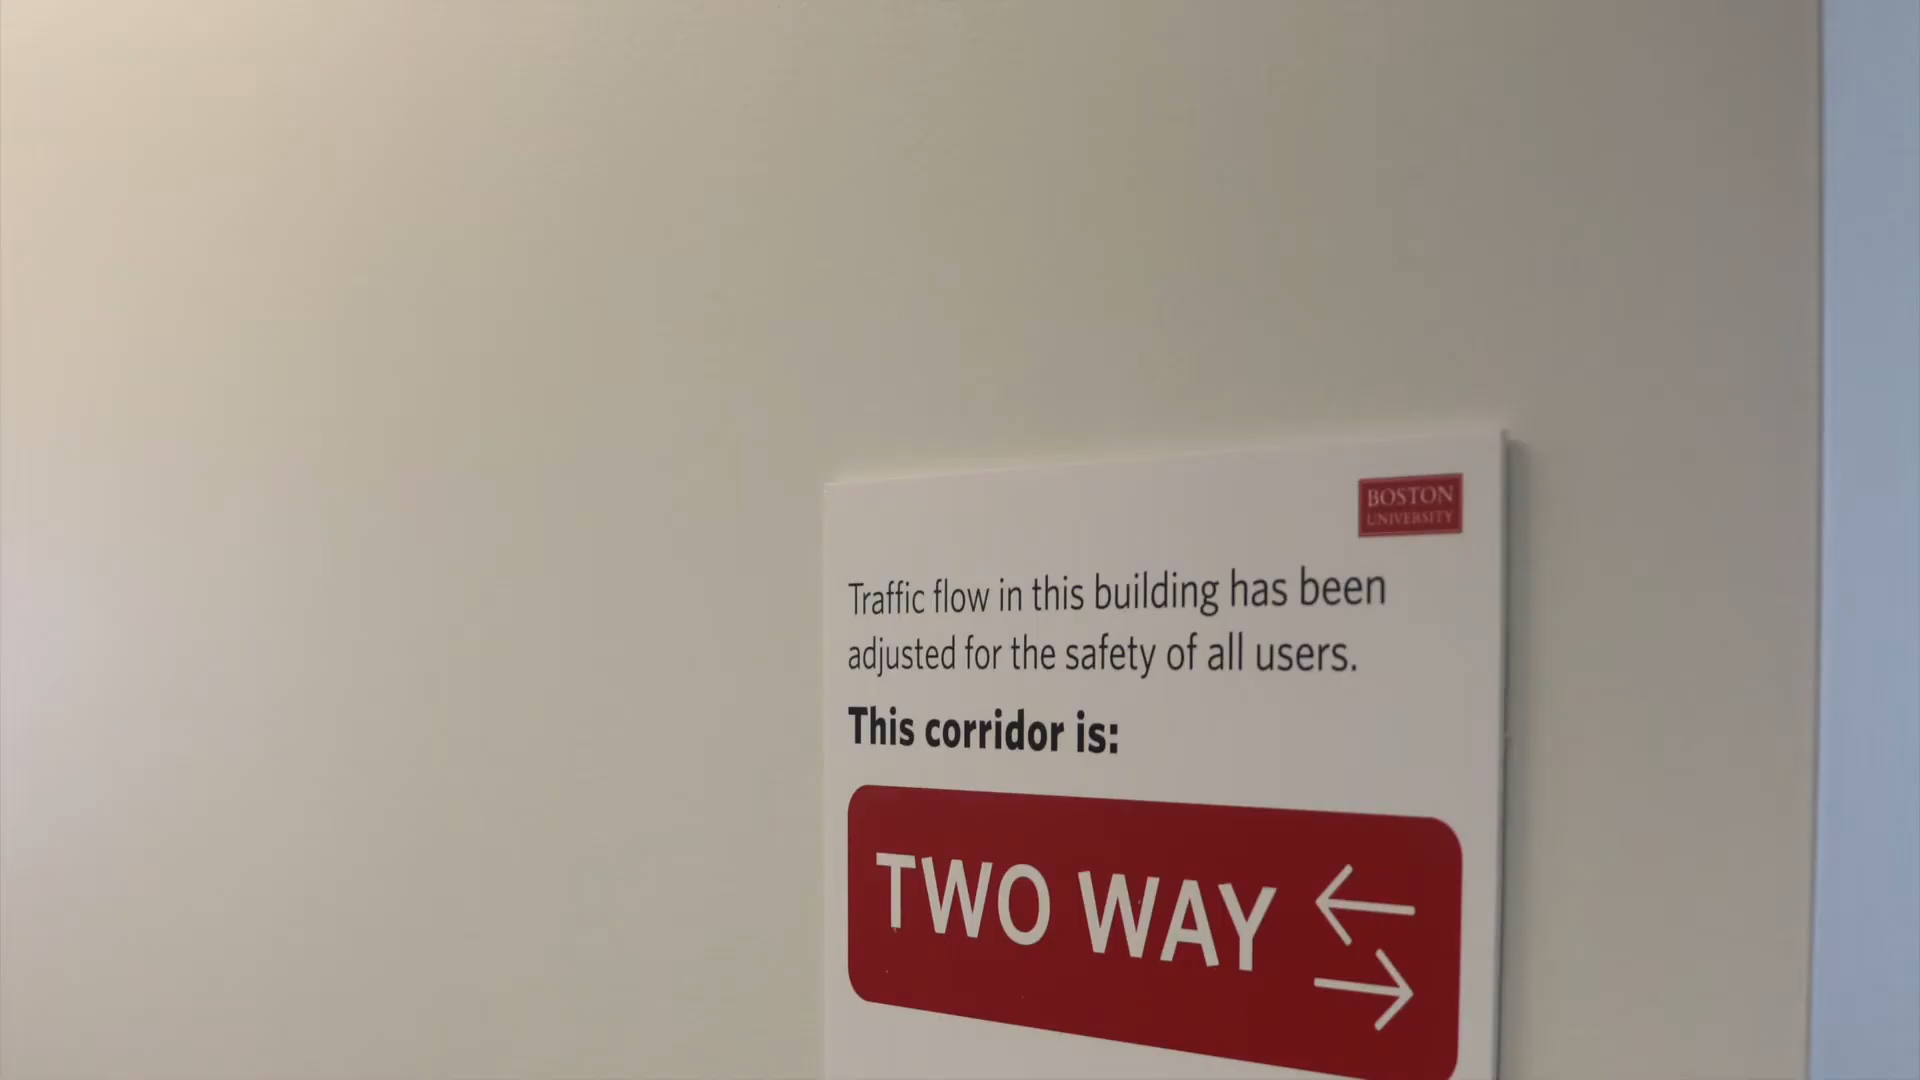 BOSTON
UNIVERSITY
Traffic flow in this building has been
adjusted for the safety of all users.
This corridor is:
TWO WAY